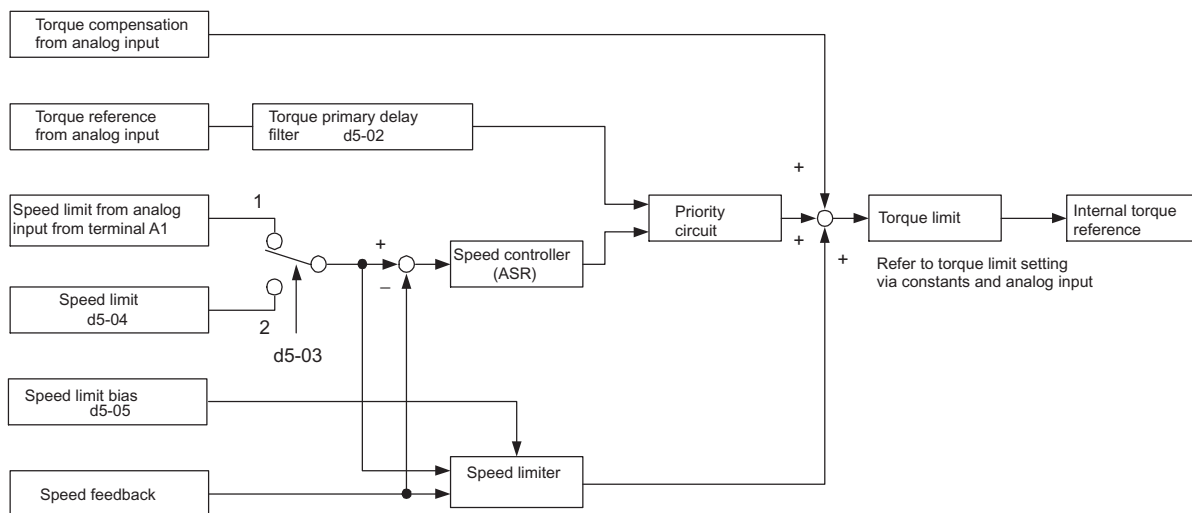 Torque compensation
from analog input
Torque reference
from analog input
Torque primary delay
filter d5-02
Speed limit from analog
input from terminal A1
1
Speed limit
d5-04
2
d5-03
+
−
Speed controller
(ASR)
Priority
circuit
+
+
+
Torque limit
Internal torque
reference
Refer to torque limit setting
via constants and analog input
Speed limit bias
d5-05
Speed limiter
Speed feedback